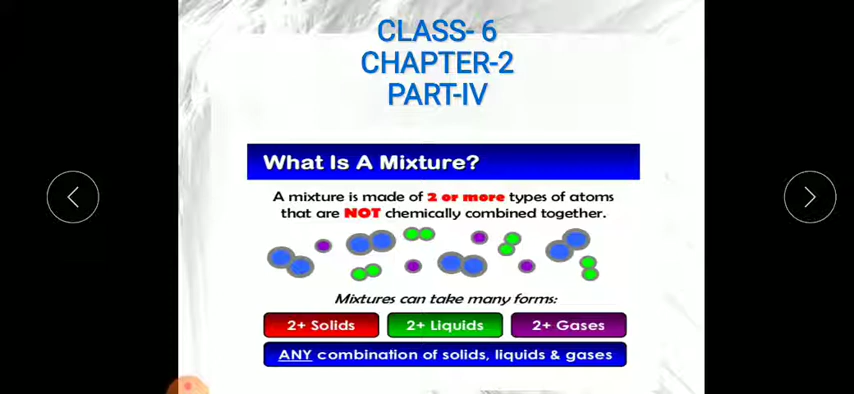 CLASS- 6
CHAPTER-2
PART-IV
What Is A Mixture?
A mixture is made of 2 or more types of atoms
that are NOT chemically combined together.
Mixtures can take many forms:
2+ Solids
2+ Liquids
2+ Gases
ANY combination of solids, liquids & gases